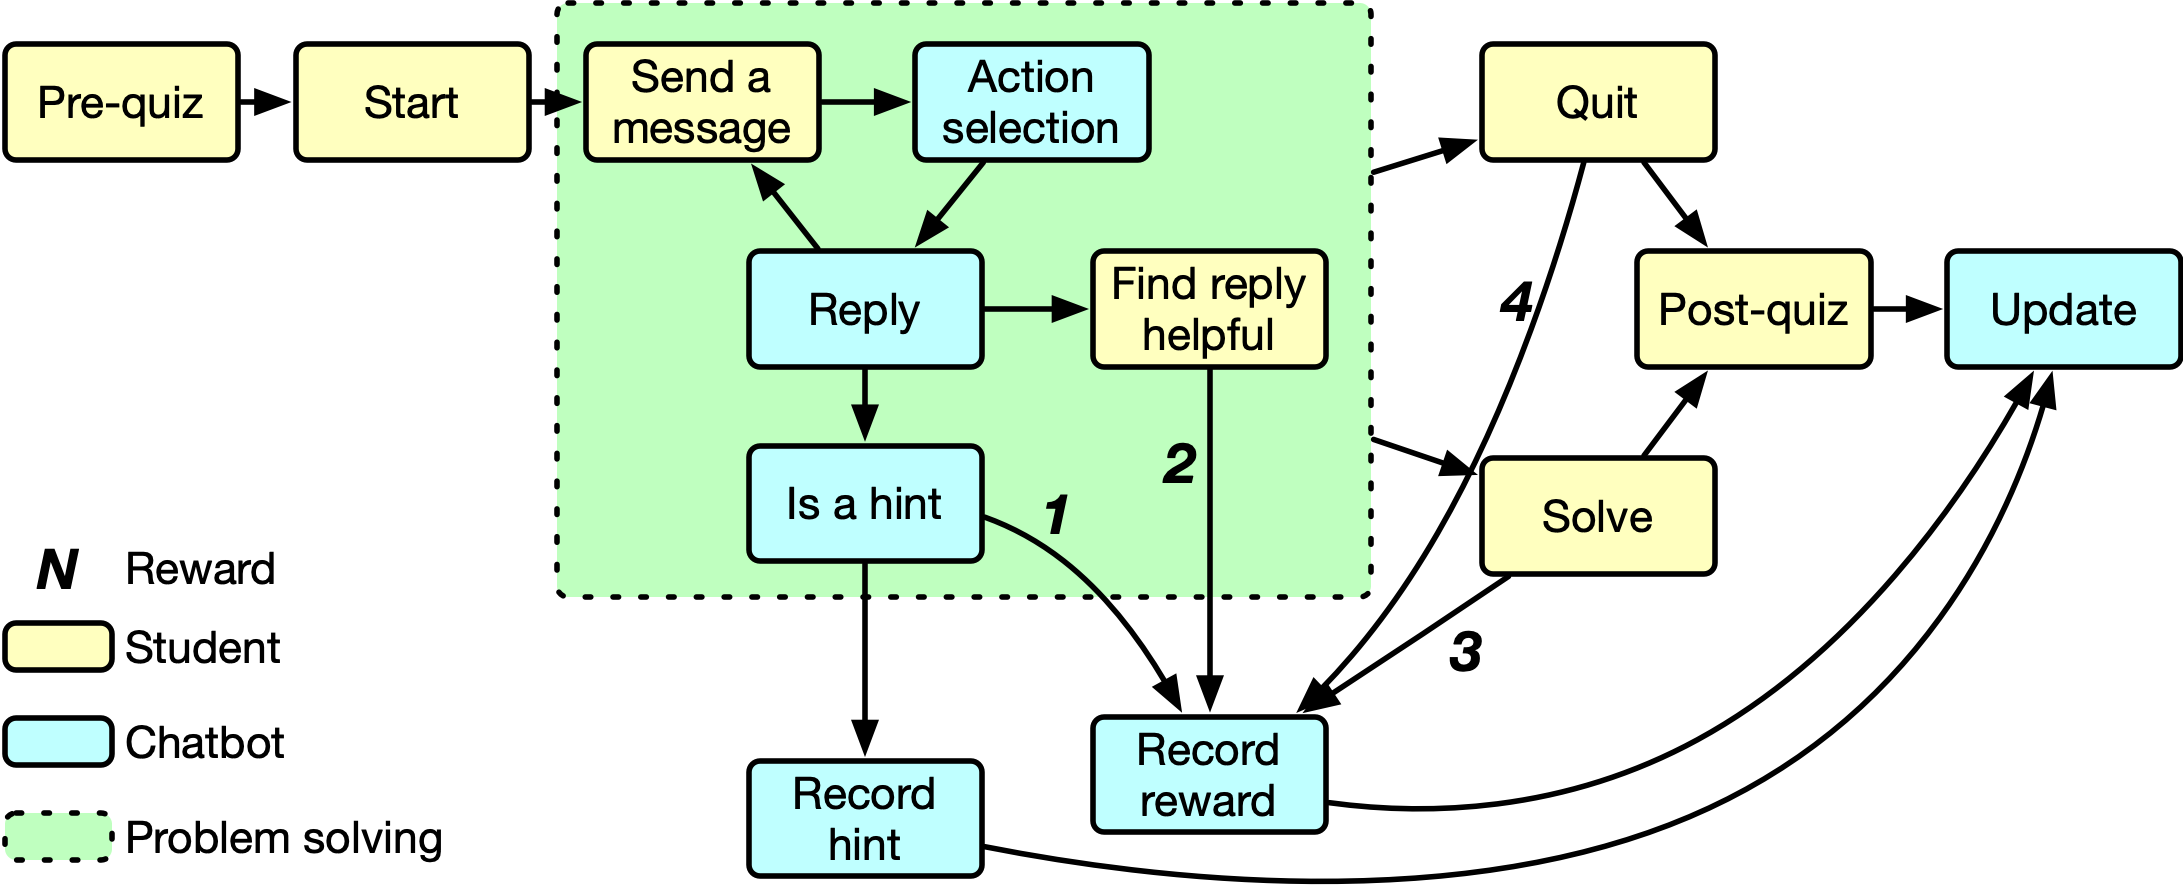 Pre-quiz
Start
Send a
message
Action
selection
Quit
Reply
Find reply
helpful
4
Post-quiz
Update
2
Is a hint
1
Solve
3
N Reward
Student
Chatbot
Problem solving
Record
hint
Record
reward